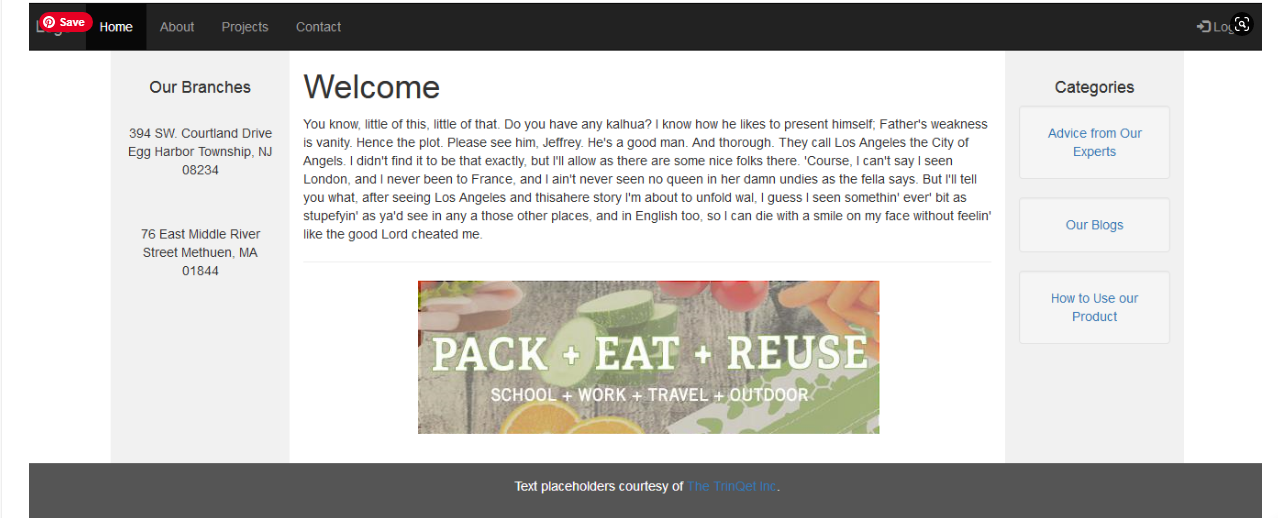 Save
Home
About
Projects
Contact
Our Branches
394 SW. Courtland Drive
Egg Harbor Township, NJ
08234
76 East Middle River
Street Methuen, MA
01844
Welcome
You know, little of this, little of that. Do you have any kalhua? I know how he likes to present himself; Father's weakness
is vanity. Hence the plot. Please see him, Jeffrey. He's a good man. And thorough. They call Los Angeles the City of
Angels. I didn't find it to be that exactly, but I'll allow as there are some nice folks there. 'Course, I can't say I seen
London, and I never been to France, and I ain't never seen no queen in her damn undies as the fella says. But I'll tell
you what, after seeing Los Angeles and thisahere story I'm about to unfold wal, I guess I seen somethin' ever' bit as
stupefyin' as ya'd see in any a those other places, and in English too, so I can die with a smile on my face without feelin'
like the good Lord cheated me.
PACK + EAT + REUSE
SCHOOL + WORK + TRAVEL + OUTDOOR
Categories
Advice from Our
Experts
Our Blogs
How to Use our
Product
Text placeholders courtesy of The TrinQet Inc.